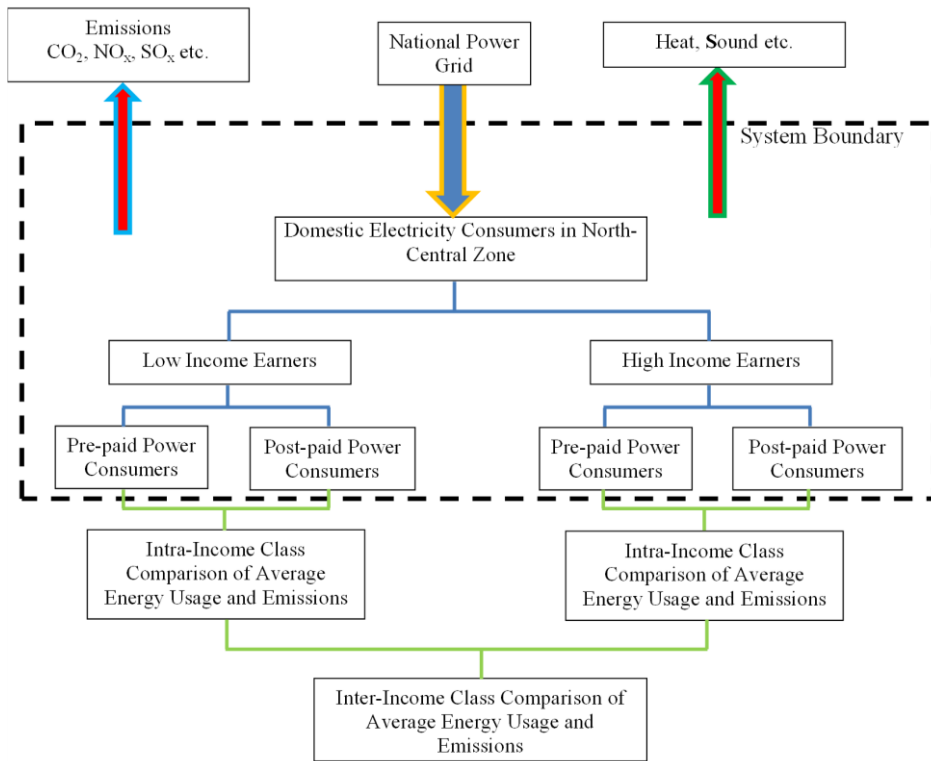 Emissions
CO₂, NOₓ, SOₓ etc.
National Power
Grid
Heat, Sound etc.
System Boundary
Domestic Electricity Consumers in North-
Central Zone
Low Income Earners
High Income Earners
Pre-paid Power
Consumers
Post-paid Power
Consumers
Pre-paid Power
Consumers
Post-paid Power
Consumers
Intra-Income Class
Comparison of Average
Energy Usage and Emissions
Intra-Income Class
Comparison of Average
Energy Usage and Emissions
Inter-Income Class Comparison of
Average Energy Usage and
Emissions